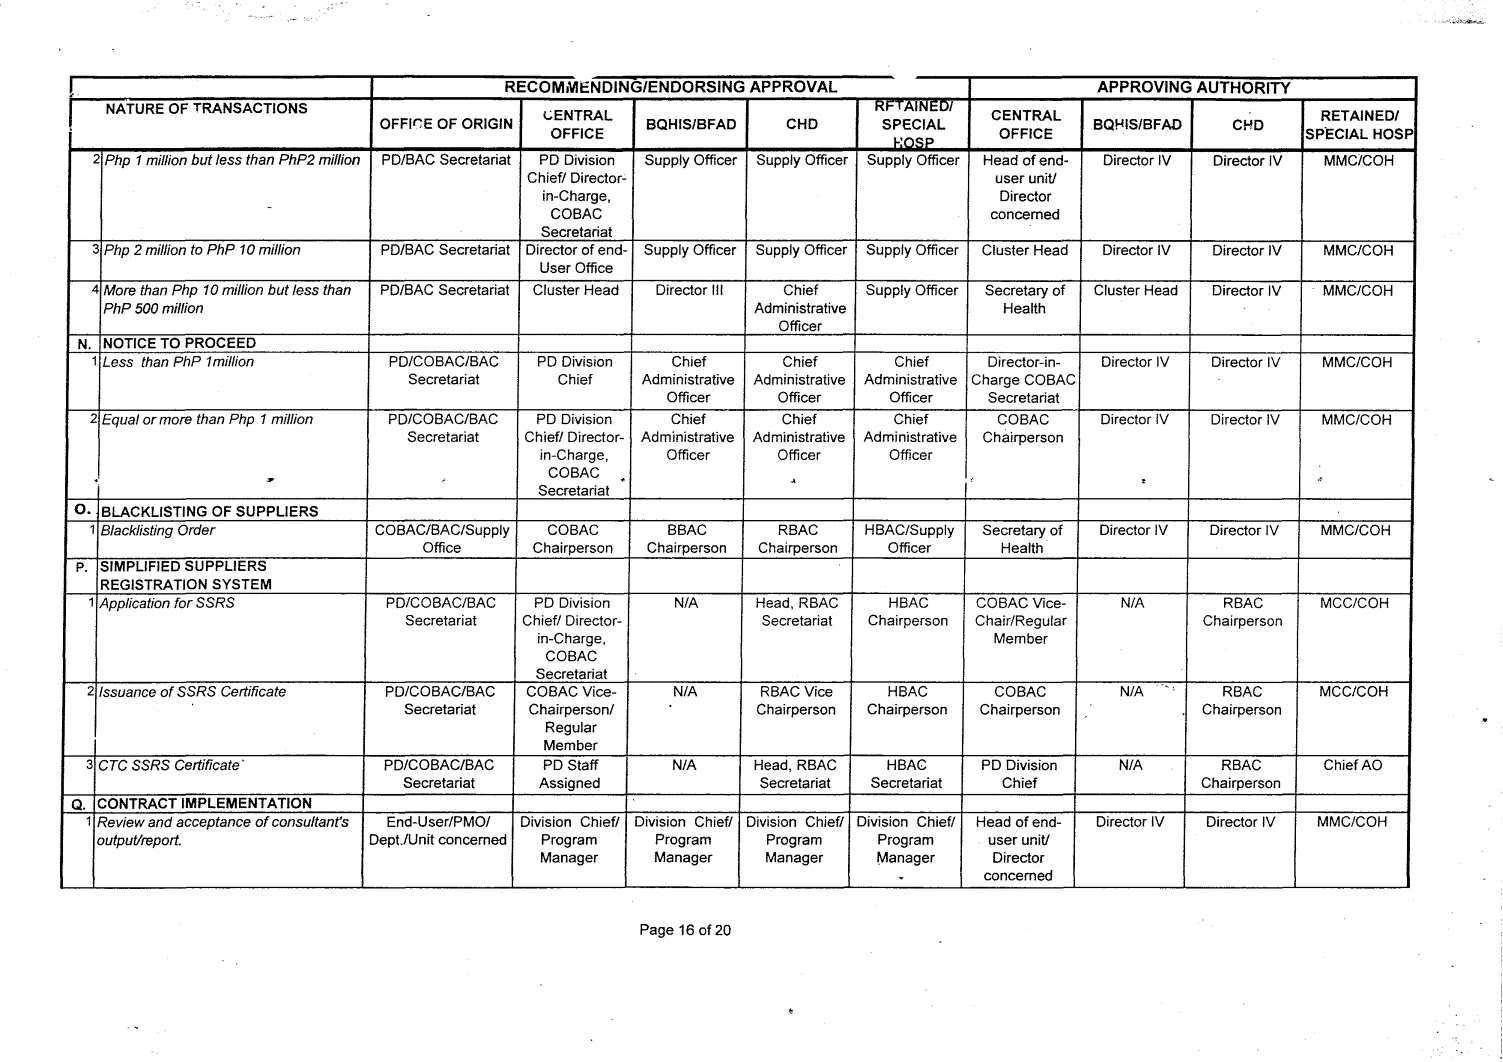 RECOMMENDING/ENDORSING APPROVAL APPROVING AUTHORITY
NATURE OF TRANSACTIONS OFFICE OF ORIGIN CENTRAL OFFICE BQHIS/BFAD CHD RETAINED/ SPECIAL HOSP CENTRAL OFFICE BQHIS/BFAD CHD RETAINED/ SPECIAL HOSP
2 Php 1 million but less than PhP2 million PD/BAC Secretariat PD Division Chief/ Director-in-Charge, COBAC Secretariat Supply Officer Supply Officer Supply Officer Head of end-user unit/ Director concerned Director IV Director IV MMC/COH
3 Php 2 million to PhP 10 million PD/BAC Secretariat Director of end-User Office Supply Officer Supply Officer Supply Officer Cluster Head Director IV Director IV MMC/COH
4 More than Php 10 million but less than PhP 500 million PD/BAC Secretariat Cluster Head Director III Chief Administrative Officer Supply Officer Secretary of Health Cluster Head Director IV MMC/COH
N. NOTICE TO PROCEED
1 Less than PhP 1million PD/COBAC/BAC Secretariat PD Division Chief Chief Administrative Officer Chief Administrative Officer Chief Administrative Officer Director-in-Charge COBAC Secretariat Director IV Director IV MMC/COH
2 Equal or more than Php 1 million PD/COBAC/BAC Secretariat PD Division Chief/ Director-in-Charge, COBAC Secretariat Chief Administrative Officer Chief Administrative Officer Chief Administrative Officer COBAC Chairperson Director IV Director IV MMC/COH
O. BLACKLISTING OF SUPPLIERS
1 Blacklisting Order COBAC/BAC/Supply Office COBAC Chairperson BBAC Chairperson RBAC Chairperson HBAC/Supply Officer Secretary of Health Director IV Director IV MMC/COH
P. SIMPLIFIED SUPPLIERS REGISTRATION SYSTEM
1 Application for SSRS PD/COBAC/BAC Secretariat PD Division Chief/ Director-in-Charge, COBAC Secretariat N/A Head, RBAC Secretariat HBAC Chairperson COBAC Vice-Chair/Regular Member N/A RBAC Chairperson MCC/COH
2 Issuance of SSRS Certificate PD/COBAC/BAC Secretariat COBAC Vice-Chairperson/ Regular Member N/A RBAC Vice Chairperson HBAC Chairperson COBAC Chairperson N/A RBAC Chairperson MCC/COH
3 CTC SSRS Certificate PD/COBAC/BAC Secretariat PD Staff Assigned N/A Head, RBAC Secretariat HBAC Secretariat PD Division Chief N/A RBAC Chairperson Chief AO
Q. CONTRACT IMPLEMENTATION
1 Review and acceptance of consultant's output/report. End-User/PMO/ Dept./Unit concerned Division Chief/ Program Manager Division Chief/ Program Manager Division Chief/ Program Manager Division Chief/ Program Manager Head of end-user unit/ Director concerned Director IV Director IV MMC/COH
Page 16 of 20